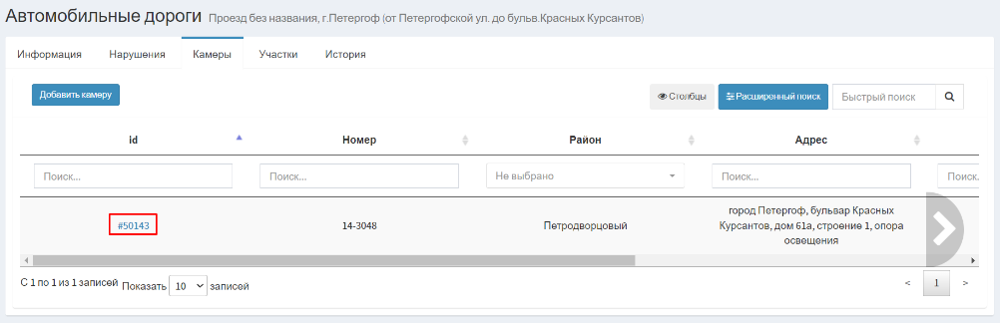 Автомобильные дороги Проезд без названия, г.Петергоф (от Петергофской ул. до бульв.Красных Курсантов)
Информация Нарушения Камеры Участки История
Добавить камеру Столбцы Расширенный поиск Быстрый поиск
id Номер Район Адрес
Поиск... Поиск... Не выбрано Поиск... Поиск.
#50143 14-3048 Петродворцовый город Петергоф, бульвар Красных
Курсантов, дом 61а, строение 1, опора
освещения
С 1 по 1 из 1 записей Показать 10 записей < 1 >